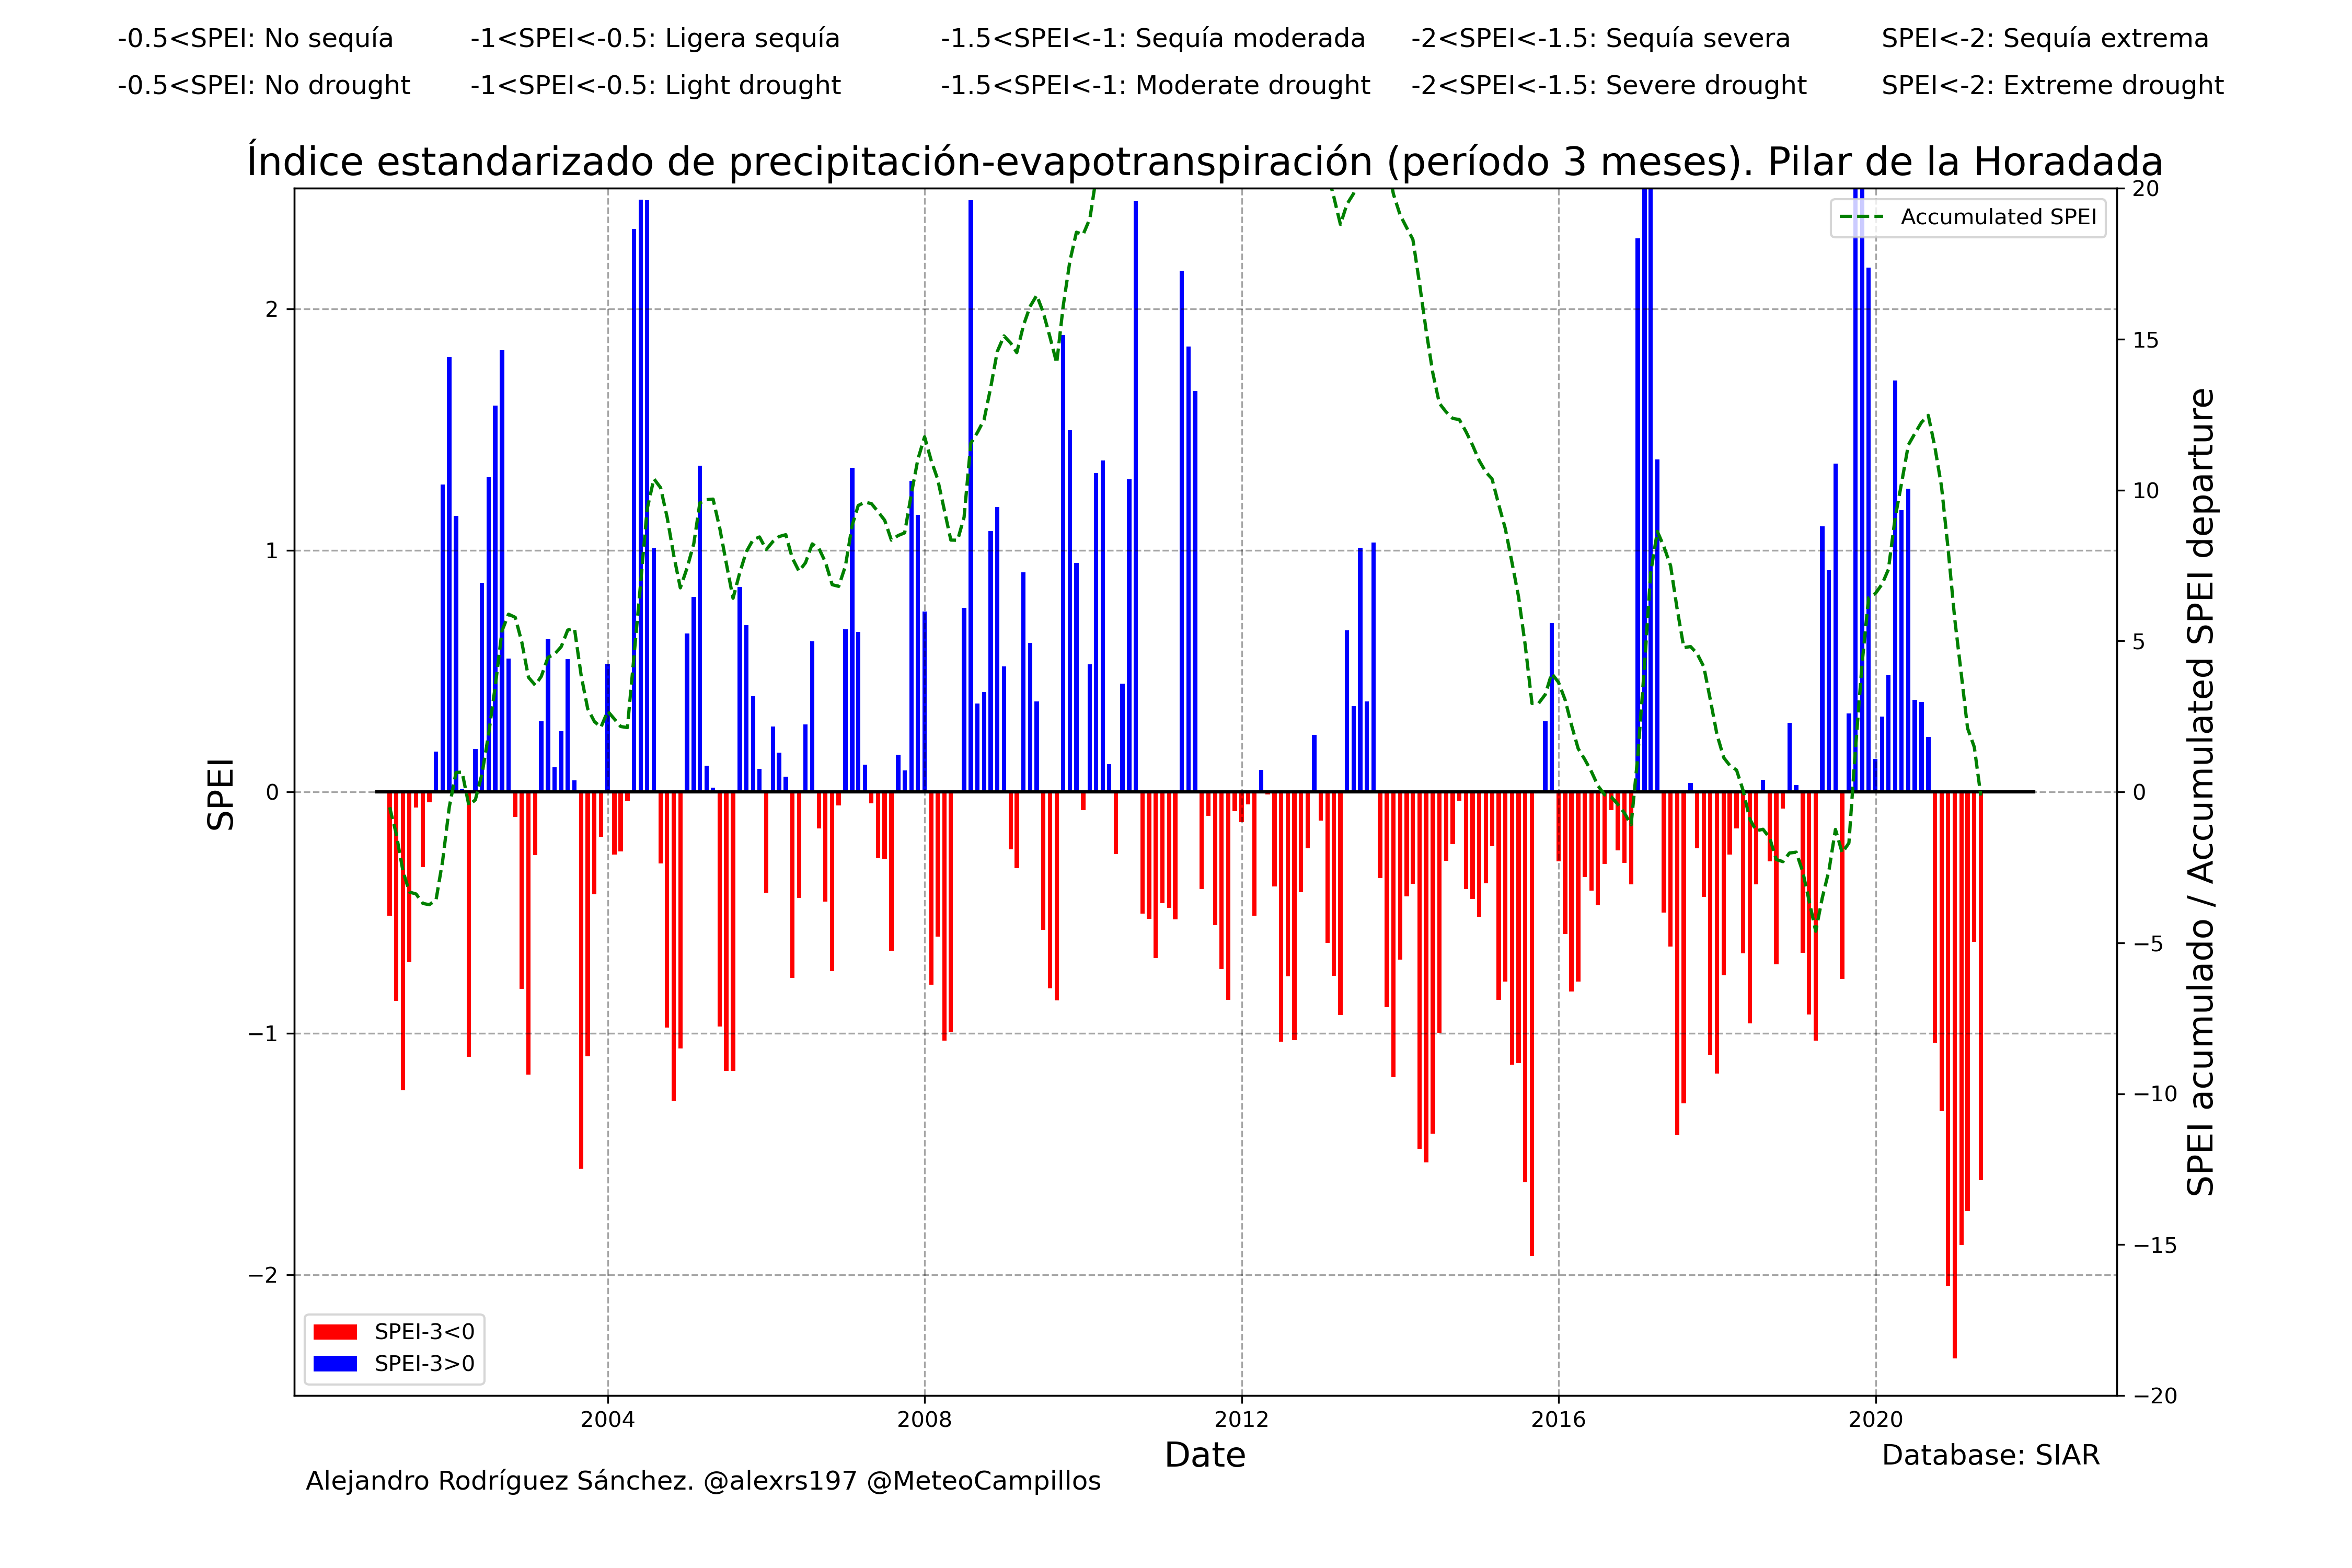 -0.5<SPEI: No sequía -1<SPEI<-0.5: Ligera sequía -1.5<SPEI<-1: Sequía moderada -2<SPEI<-1.5: Sequía severa SPEI<-2: Sequía extrema
-0.5<SPEI: No drought -1<SPEI<-0.5: Light drought -1.5<SPEI<-1: Moderate drought -2<SPEI<-1.5: Severe drought SPEI<-2: Extreme drought
Índice estandarizado de precipitación-evapotranspiración (período 3 meses). Pilar de la Horadada
Accumulated SPEI
SPEI
2
1
0
−1
−2
20
15
10
5
0
−5
−10
−15
−20
SPEI acumulado / Accumulated SPEI departure
SPEI-3<0
SPEI-3>0
2004 2008 2012 2016 2020
Date
Database: SIAR
Alejandro Rodríguez Sánchez. @alexrs197 @MeteoCampillos